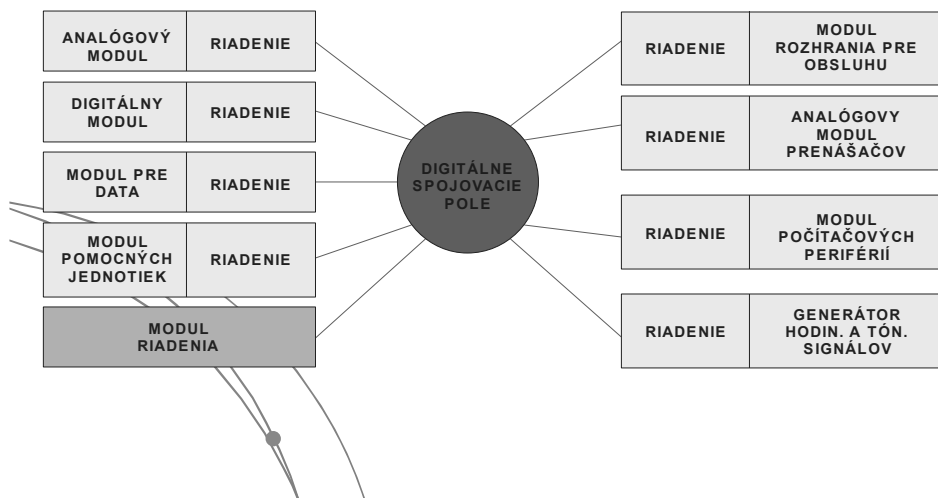 ANALÓGOVÝ
MODUL
RIADENIE
DIGITÁLNY
MODUL
RIADENIE
MODUL PRE
DATA
RIADENIE
MODUL
POMOCNÝCH
JEDNOTIEK
RIADENIE
MODUL
RIADENIA
DIGITÁLNE
SPOJOVACIE
POLE
RIADENIE
MODUL
ROZHRANIA PRE
OBSLUHU
RIADENIE
ANALÓGOVY
MODUL
PRENÁŠAČOV
RIADENIE
MODUL
POČÍTAČOVÝCH
PERIFÉRIÍ
RIADENIE
GENERÁTOR
HODIN. A TÓN.
SIGNÁLOV